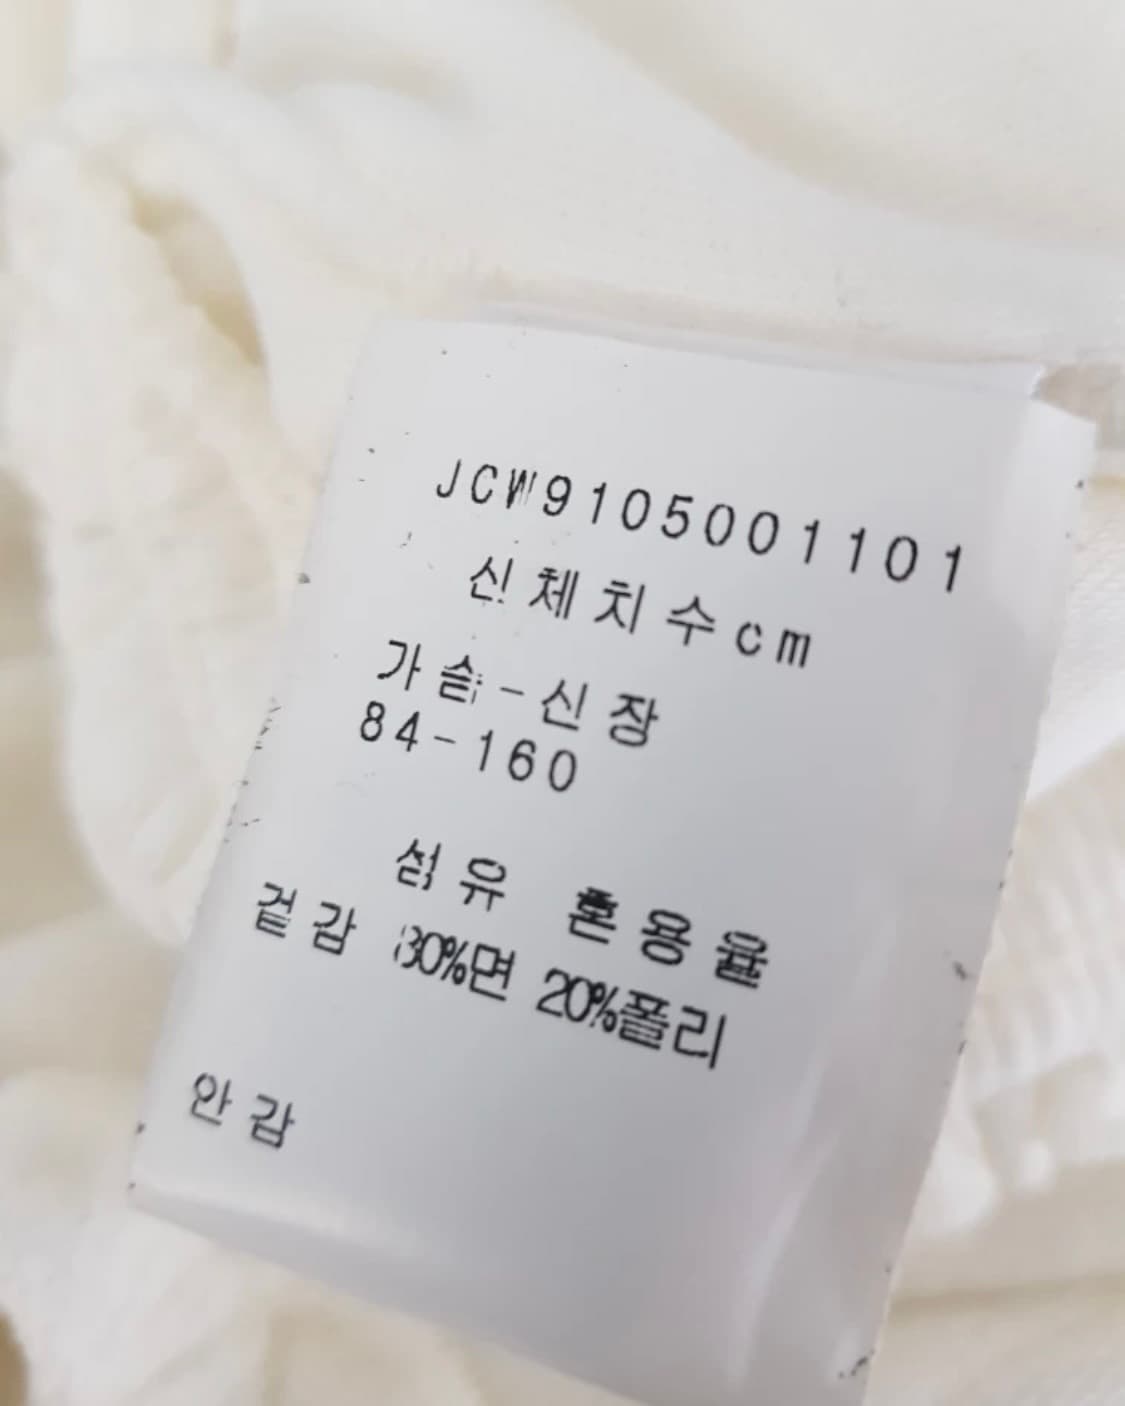 JCW9105001101
신체치수cm
가슴-신장
84-160
섬유 혼용율
겉감 80%면 20%폴리
안감